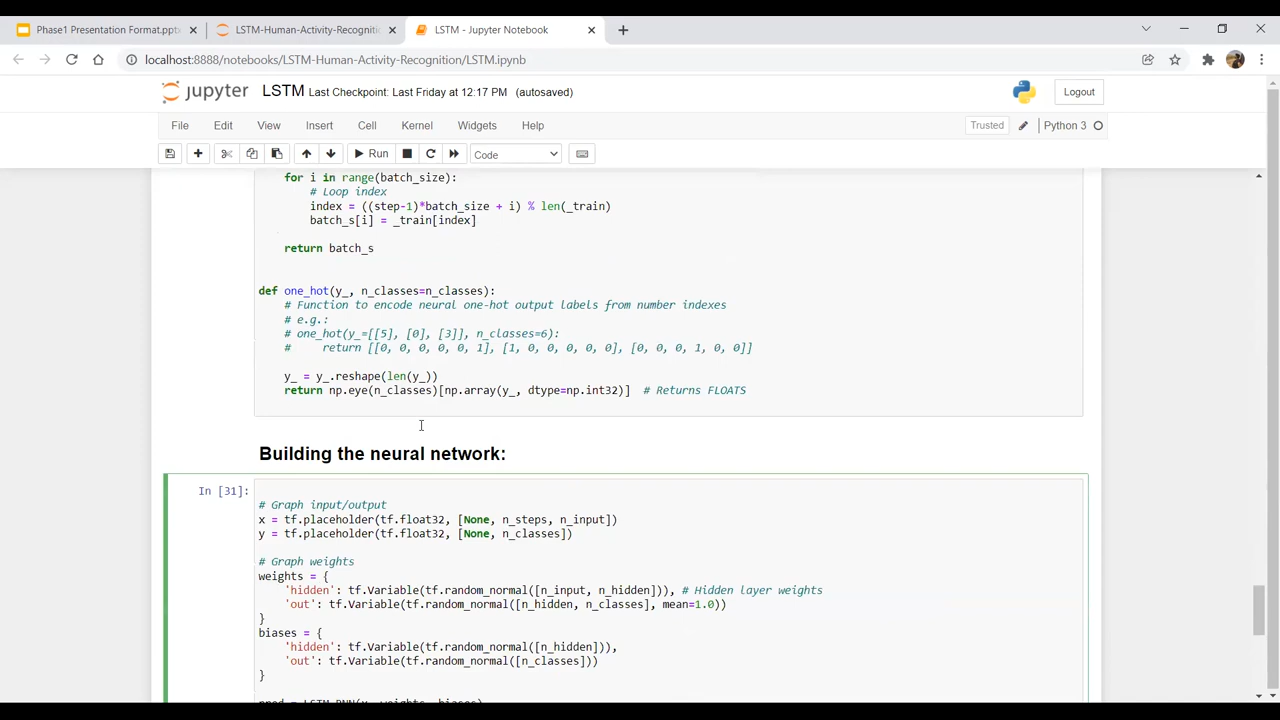 Phase1 Presentation Format.pptx
LSTM-Human-Activity-Recogniti
LSTM - Jupyter Notebook
localhost:8888/notebooks/LSTM-Human-Activity-Recognition/LSTM.ipynb
jupyter LSTM Last Checkpoint: Last Friday at 12:17 PM (autosaved)
Logout
File Edit View Insert Cell Kernel Widgets Help
Trusted Python 3
Run Code
for i in range(batch_size):
# Loop index
index = ((step-1)*batch_size + i) % len(_train)
batch_s[i] = _train[index]
return batch_s
def one_hot(y_, n_classes=n_classes):
# Function to encode neural one-hot output labels from number indexes
# e.g.:
# one_hot(y_=[[5], [0], [3]], n_classes=6):
#     return [[0, 0, 0, 0, 0, 1], [1, 0, 0, 0, 0, 0], [0, 0, 0, 1, 0, 0]]
y_ = y_.reshape(len(y_))
return np.eye(n_classes)[np.array(y_, dtype=np.int32)]  # Returns FLOATS
Building the neural network:
In [31]:
# Graph input/output
x = tf.placeholder(tf.float32, [None, n_steps, n_input])
y = tf.placeholder(tf.float32, [None, n_classes])
# Graph weights
weights = {
'hidden': tf.Variable(tf.random_normal([n_input, n_hidden])), # Hidden layer weights
'out': tf.Variable(tf.random_normal([n_hidden, n_classes], mean=1.0))
}
biases = {
'hidden': tf.Variable(tf.random_normal([n_hidden])),
'out': tf.Variable(tf.random_normal([n_classes]))
}
pred = LSTM_RNN(x, weights, biases)